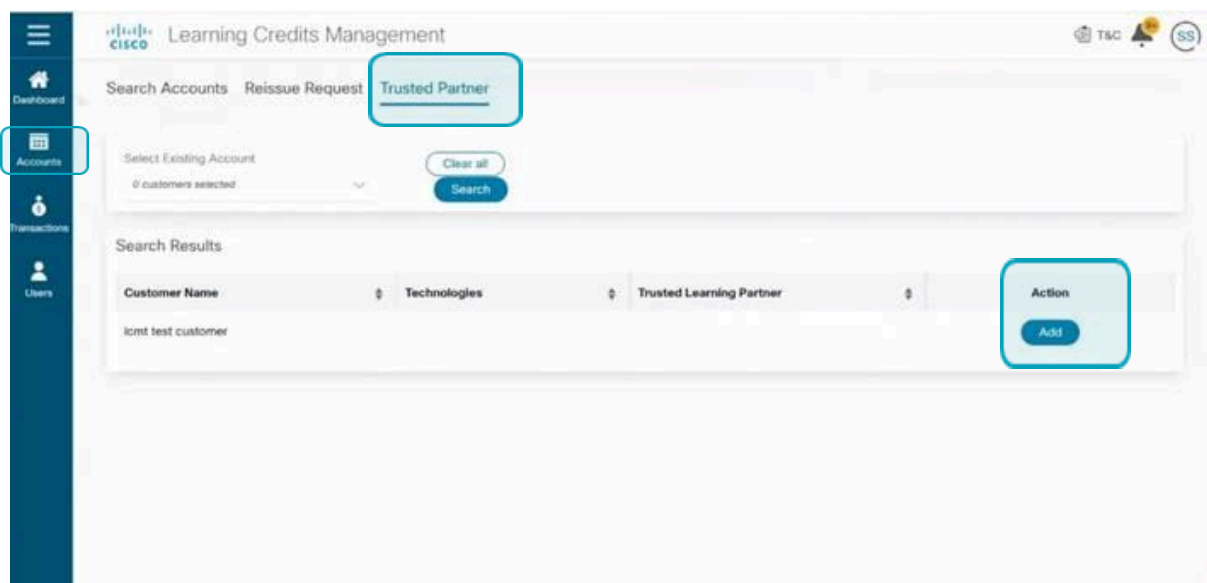 CISCO Learning Credits Management T&C SS
Dashboard
Accounts
Transactions
Users
Search Accounts Reissue Request Trusted Partner
Select Existing Account
0 customers selected
Clear all
Search
Search Results
Customer Name Technologies Trusted Learning Partner Action
lcmt test customer Add